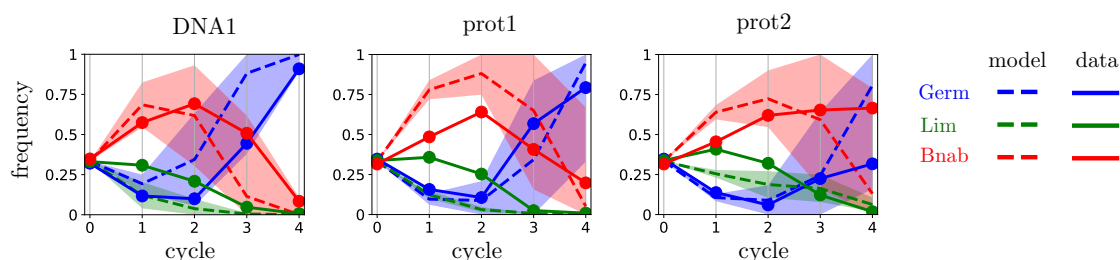 DNA1
prot1
prot2
frequency
1
0.75
0.5
0.25
0
0 1 2 3 4
cycle
1
0.75
0.5
0.25
0
0 1 2 3 4
cycle
1
0.75
0.5
0.25
0
0 1 2 3 4
cycle
model data
Germ
Lim
Bnab